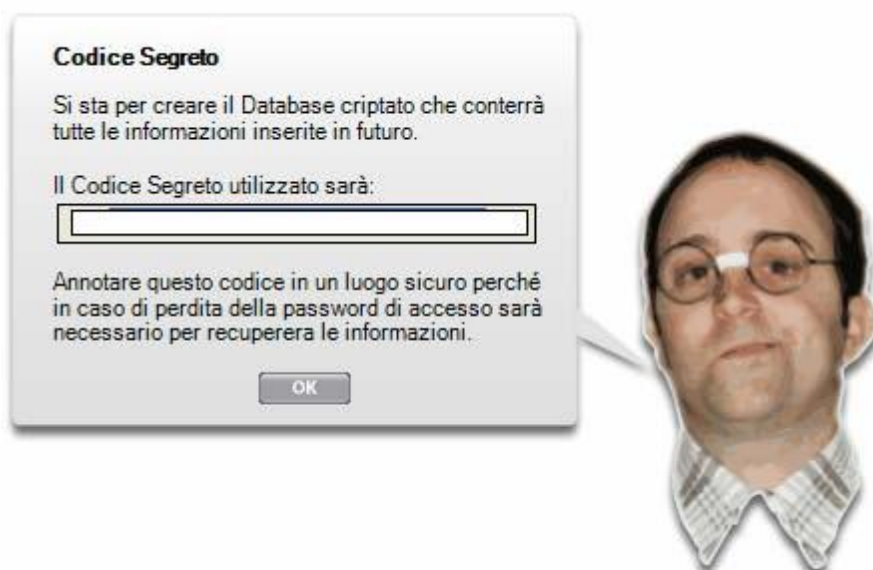 Codice Segreto
Si sta per creare il Database criptato che conterrà
tutte le informazioni inserite in futuro.
Il Codice Segreto utilizzato sarà:
Annotare questo codice in un luogo sicuro perché
in caso di perdita della password di accesso sarà
necessario per recuperera le informazioni.
OK